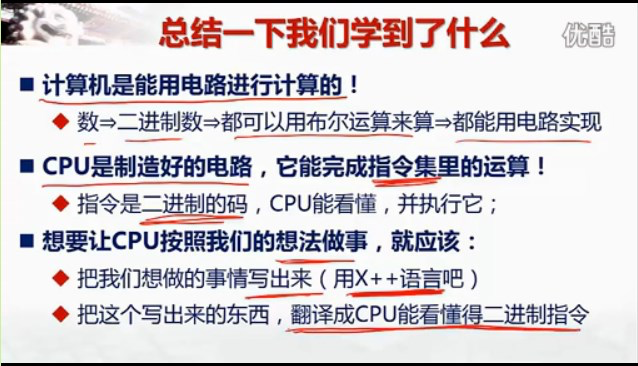 总结一下我们学到了什么
优酷
■ 计算机是能用电路进行计算的！
◆ 数⇒二进制数⇒都可以用布尔运算来算⇒都能用电路实现
■ CPU是制造好的电路，它能完成指令集里的运算！
◆ 指令是二进制的码，CPU能看懂，并执行它；
■ 想要让CPU按照我们的想法做事，就应该：
◆ 把我们想做的事情写出来（用X++语言吧）
◆ 把这个写出来的东西，翻译成CPU能看懂得二进制指令